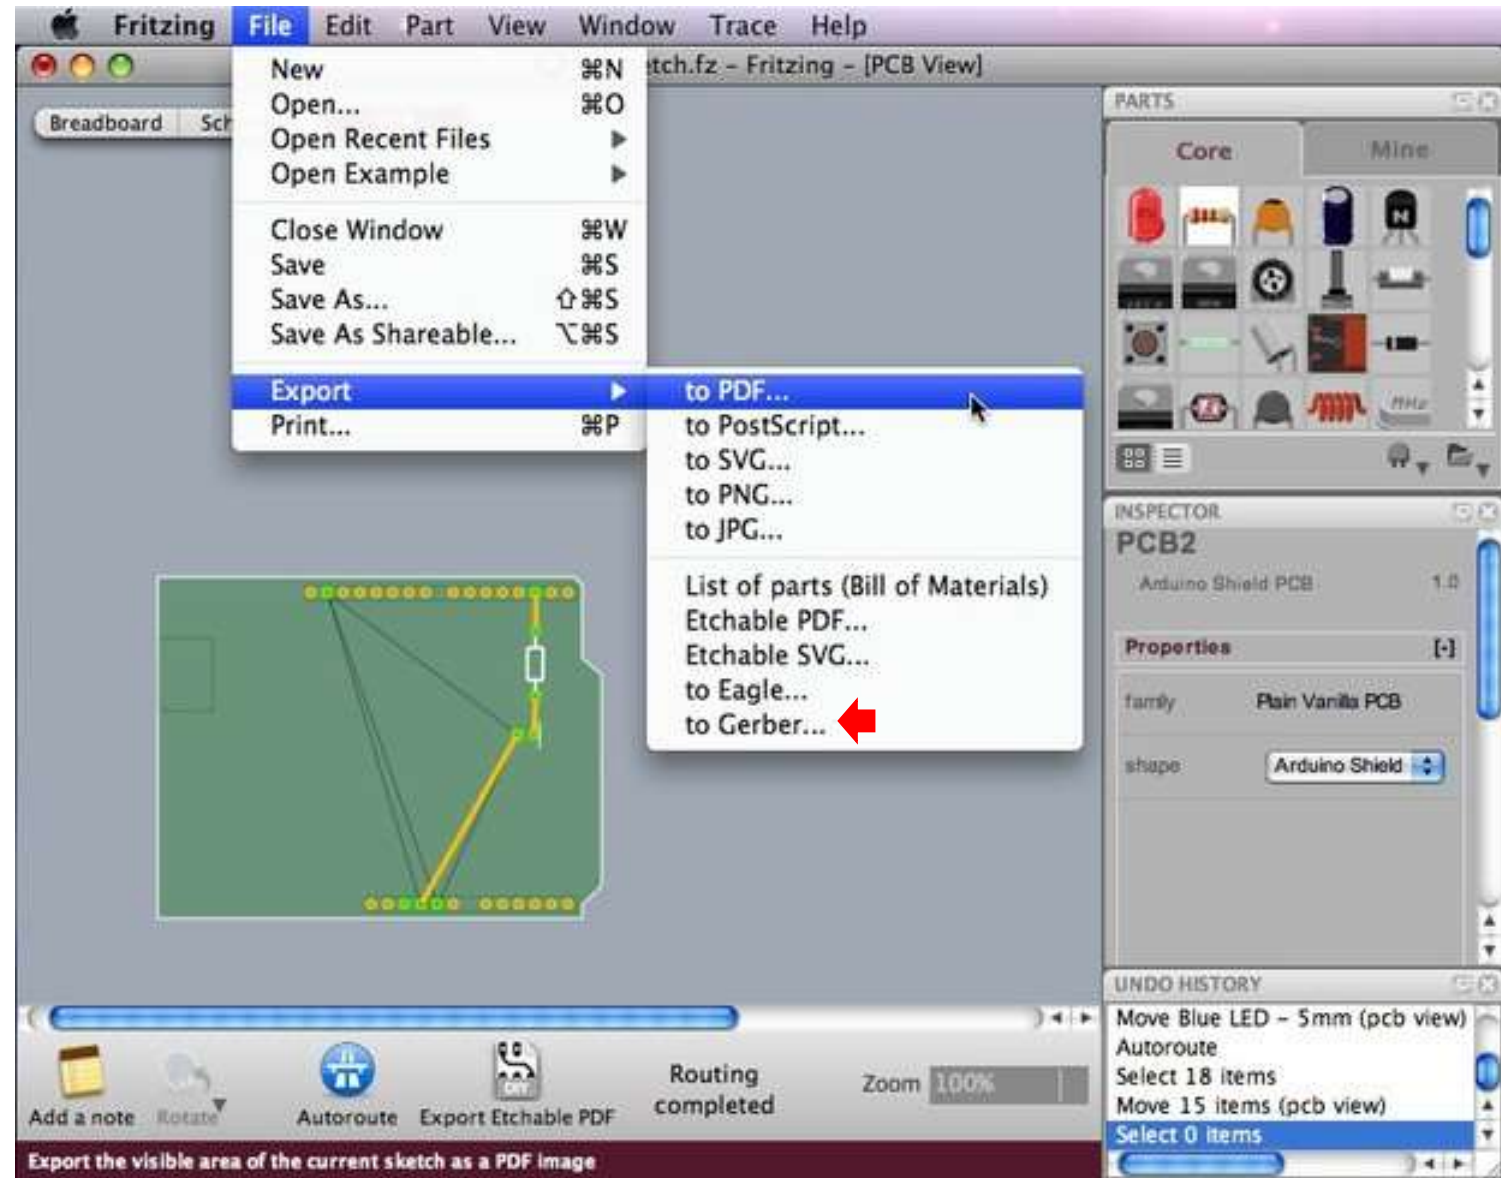 Fritzing File Edit Part View Window Trace Help
tch.fz - Fritzing - [PCB View]
Breadboard Sch
New ⌘N
Open... ⌘O
Open Recent Files ▶
Open Example ▶
Close Window ⌘W
Save ⌘S
Save As... ⇧⌘S
Save As Shareable... ⌥⌘S
Export ▶
Print... ⌘P
to PDF...
to PostScript...
to SVG...
to PNG...
to JPG...
List of parts (Bill of Materials)
Etchable PDF...
Etchable SVG...
to Eagle...
to Gerber...
PARTS
Core Mine
N
MHz
INSPECTOR
PCB2
Arduino Shield PCB 1.0
Properties [-]
family Plain Vanilla PCB
shape Arduino Shield
UNDO HISTORY
Move Blue LED - 5mm (pcb view)
Autoroute
Select 18 items
Move 15 items (pcb view)
Select 0 items
Add a note
Rotate
Autoroute
DIY
Export Etchable PDF
Routing
completed
Zoom 100%
Export the visible area of the current sketch as a PDF image